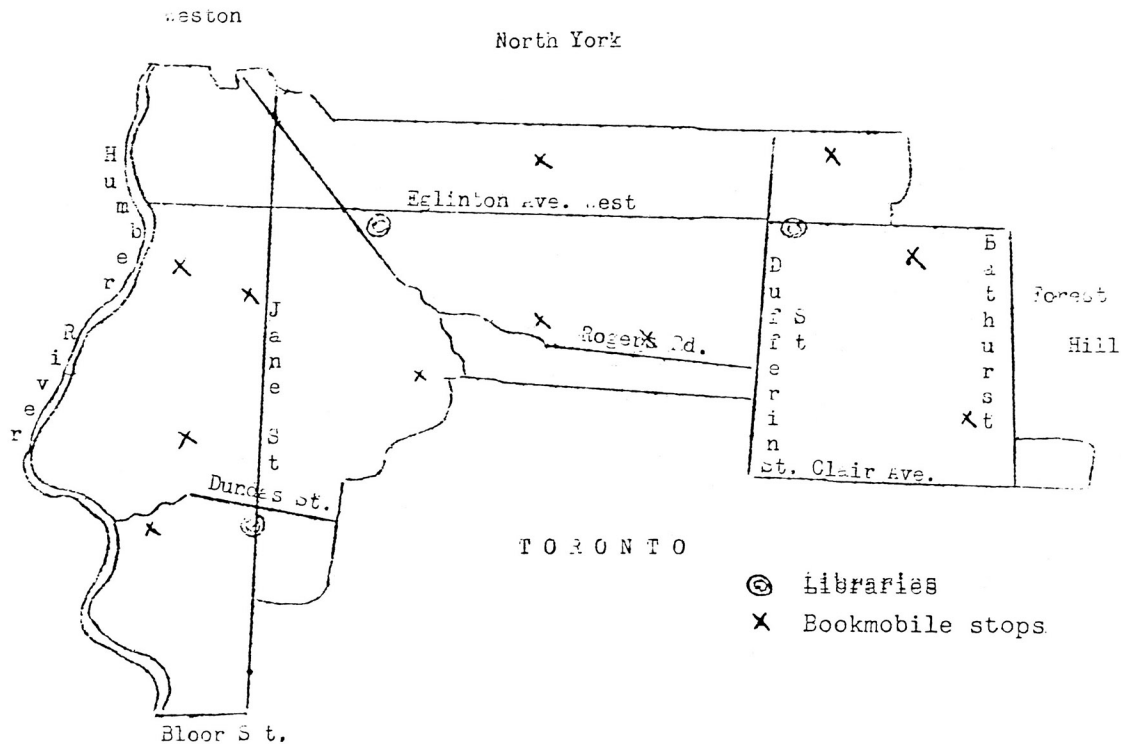 Weston
North York
Humber River
Eglinton Ave. West
Jane St
Dufferin St
Bathurst
Forest
Hill
Rogers Rd.
St. Clair Ave.
Dundas St.
TORONTO
Libraries
Bookmobile stops
Bloor St.